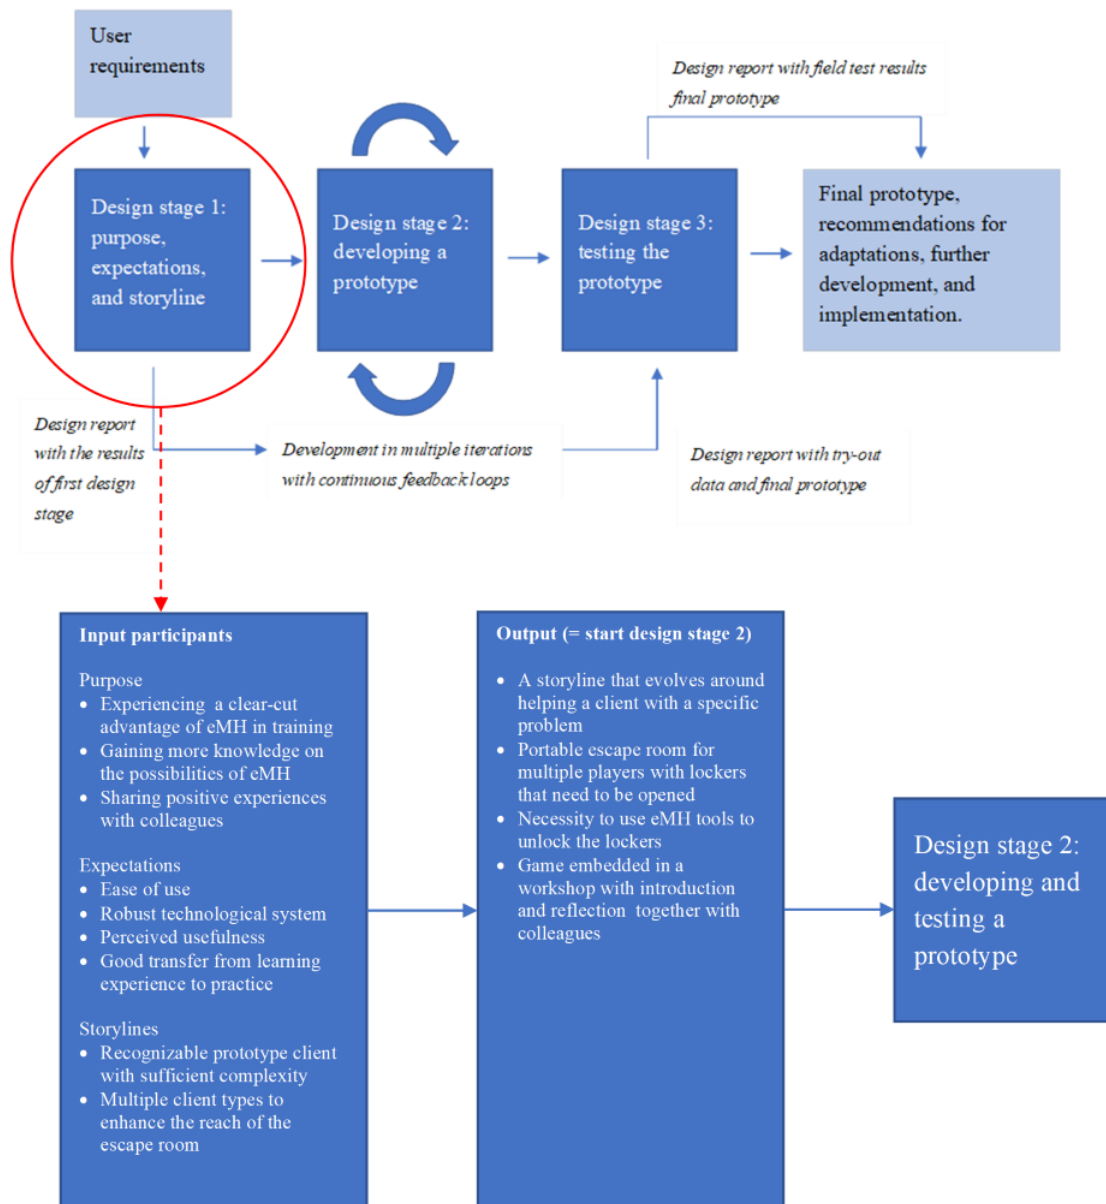 User
requirements
Design report with field test results
final prototype
Design stage 1:
purpose,
expectations,
and storyline
Design stage 2:
developing a
prototype
Design stage 3:
testing the
prototype
Final prototype,
recommendations for
adaptations, further
development, and
implementation.
Design report
with the results
of first design
stage
Development in multiple iterations
with continuous feedback loops
Design report with try-out
data and final prototype
Input participants
Purpose
• Experiencing a clear-cut
advantage of eMH in training
• Gaining more knowledge on
the possibilities of eMH
• Sharing positive experiences
with colleagues
Expectations
• Ease of use
• Robust technological system
• Perceived usefulness
• Good transfer from learning
experience to practice
Storylines
• Recognizable prototype client
with sufficient complexity
• Multiple client types to
enhance the reach of the
escape room
Output (= start design stage 2)
• A storyline that evolves around
helping a client with a specific
problem
• Portable escape room for
multiple players with lockers
that need to be opened
• Necessity to use eMH tools to
unlock the lockers
• Game embedded in a
workshop with introduction
and reflection together with
colleagues
Design stage 2:
developing and
testing a
prototype